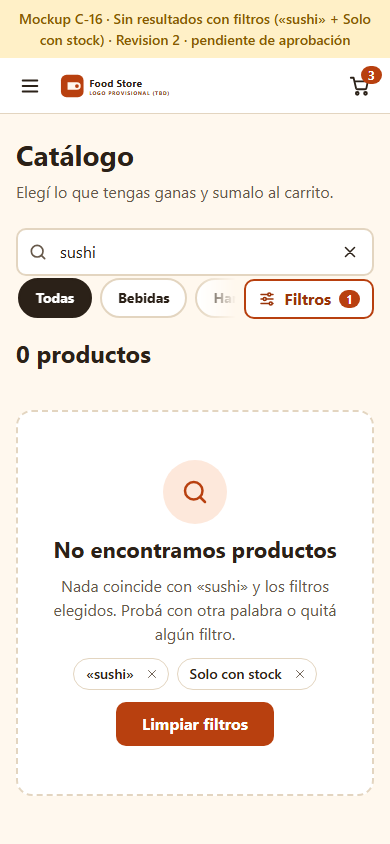 Mockup C-16 · Sin resultados con filtros («sushi» + Solo
con stock) · Revision 2 · pendiente de aprobación
Food Store
LOGO PROVISIONAL (TBD)
3
Catálogo
Elegí lo que tengas ganas y sumalo al carrito.
sushi
Todas
Bebidas
Filtros 1
0 productos
No encontramos productos
Nada coincide con «sushi» y los filtros
elegidos. Probá con otra palabra o quitá
algún filtro.
«sushi»
Solo con stock
Limpiar filtros